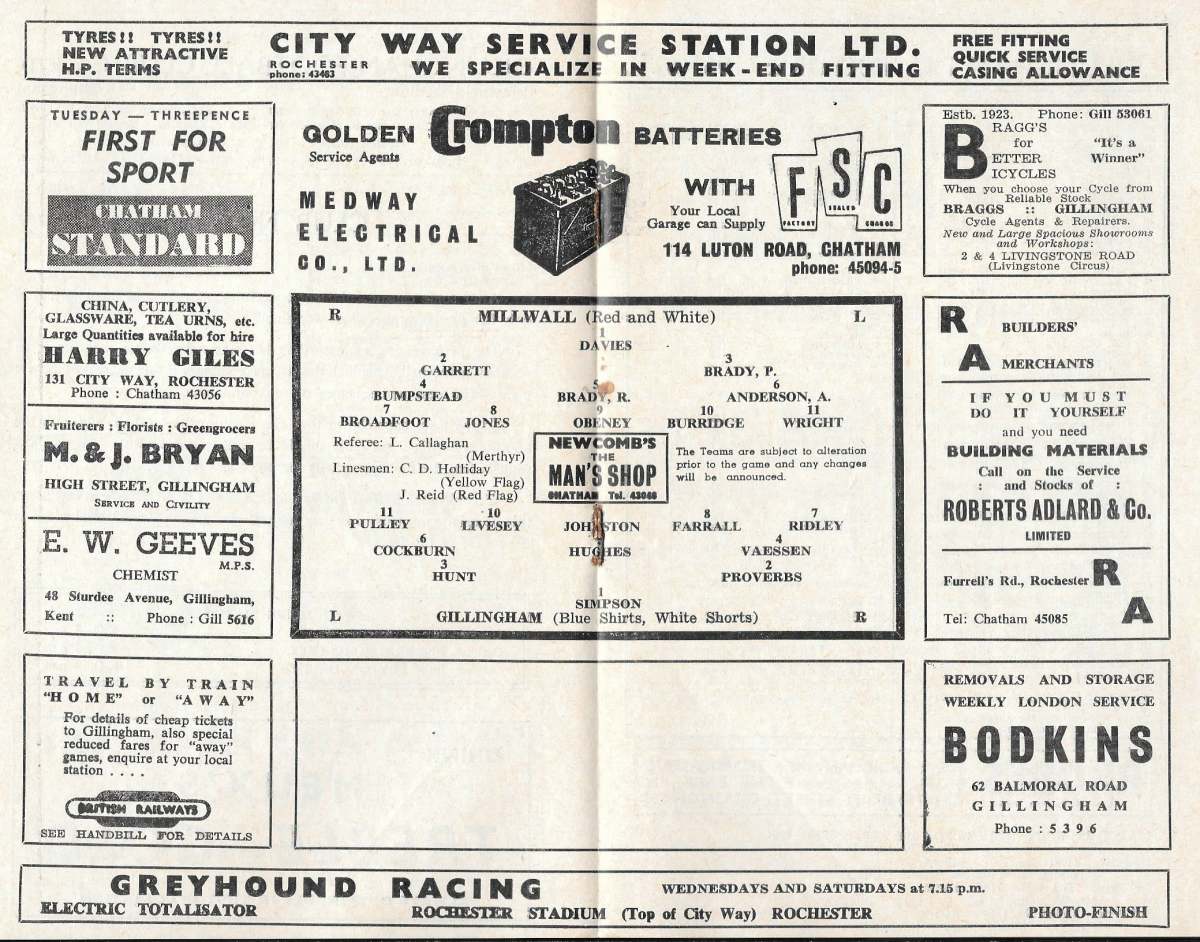 TYRES!! TYRES!!
NEW ATTRACTIVE
H.P. TERMS
CITY WAY SERVICE STATION LTD.
ROCHESTER
phone: 43463
WE SPECIALIZE IN WEEK-END FITTING
FREE FITTING
QUICK SERVICE
CASING ALLOWANCE
TUESDAY — THREEPENCE
FIRST FOR
SPORT
CHATHAM
STANDARD
GOLDEN Crompton BATTERIES
Service Agents
MEDWAY
ELECTRICAL
CO., LTD.
WITH
Your Local
Garage can Supply
F S C
FACTORY SEALED CHARGE
114 LUTON ROAD, CHATHAM
phone: 45094-5
Estb. 1923. Phone: Gill 53061
BRAGG'S
for
BETTER
BICYCLES
"It's a
Winner"
When you choose your Cycle from
Reliable Stock
BRAGGS :: GILLINGHAM
Cycle Agents & Repairers.
New and Large Spacious Showrooms
and Workshops:
2 & 4 LIVINGSTONE ROAD
(Livingstone Circus)
CHINA, CUTLERY,
GLASSWARE, TEA URNS, etc.
Large Quantities available for hire
HARRY GILES
131 CITY WAY, ROCHESTER
Phone : Chatham 43056
Fruiterers : Florists : Greengrocers
M. & J. BRYAN
HIGH STREET, GILLINGHAM
SERVICE AND CIVILITY
E. W. GEEVES
M.P.S.
CHEMIST
48 Sturdee Avenue, Gillingham,
Kent :: Phone : Gill 5616
R MILLWALL (Red and White) L
1
DAVIES
2 3
GARRETT BRADY, P.
4 5 6
BUMPSTEAD BRADY, R. ANDERSON, A.
7 8 9 10 11
BROADFOOT JONES OBENEY BURRIDGE WRIGHT
Referee: L. Callaghan
(Merthyr)
Linesmen: C. D. Holliday
(Yellow Flag)
J. Reid (Red Flag)
NEWCOMB'S
THE
MAN'S SHOP
CHATHAM Tel. 43046
The Teams are subject to alteration
prior to the game and any changes
will be announced.
11 10 8 7
PULLEY LIVESEY JOHNSTON FARRALL RIDLEY
6 4
COCKBURN HUGHES VAESSEN
3 2
HUNT PROVERBS
1
SIMPSON
L GILLINGHAM (Blue Shirts, White Shorts) R
R
A
BUILDERS'
MERCHANTS
IF YOU MUST
DO IT YOURSELF
and you need
BUILDING MATERIALS
Call on the Service
: and Stocks of :
ROBERTS ADLARD & Co.
LIMITED
Furrell's Rd., Rochester R
Tel: Chatham 45085 A
TRAVEL BY TRAIN
"HOME" or "AWAY"
For details of cheap tickets
to Gillingham, also special
reduced fares for "away"
games, enquire at your local
station . . . .
BRITISH RAILWAYS
SEE HANDBILL FOR DETAILS
REMOVALS AND STORAGE
WEEKLY LONDON SERVICE
BODKINS
62 BALMORAL ROAD
GILLINGHAM
Phone : 5396
GREYHOUND RACING WEDNESDAYS AND SATURDAYS at 7.15 p.m.
ELECTRIC TOTALISATOR ROCHESTER STADIUM (Top of City Way) ROCHESTER PHOTO-FINISH